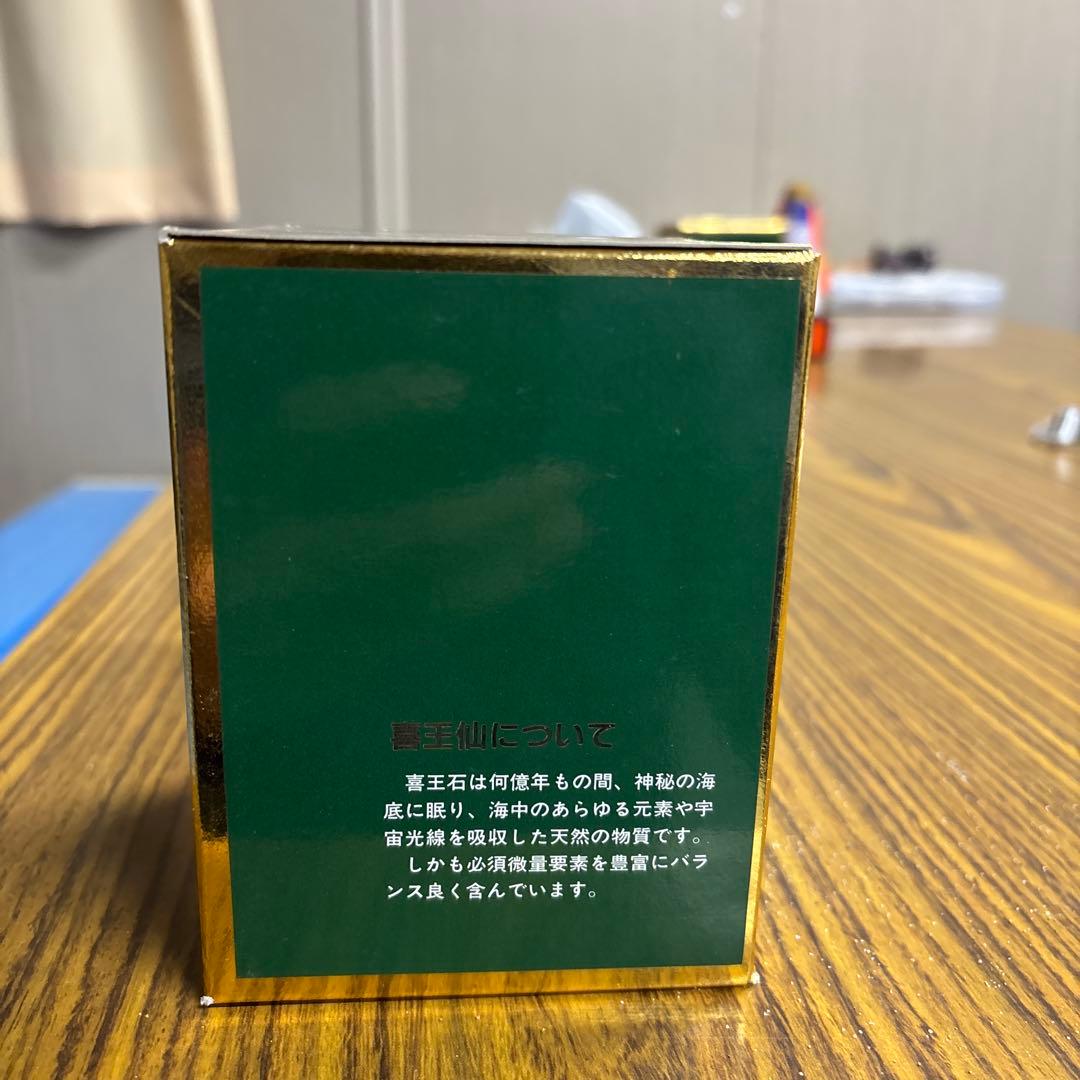 喜王仙について
喜王石は何億年もの間、神秘の海
底に眠り、海中のあらゆる元素や宇
宙光線を吸収した天然の物質です。
しかも必須微量要素を豊富にバラ
ンス良く含んでいます。